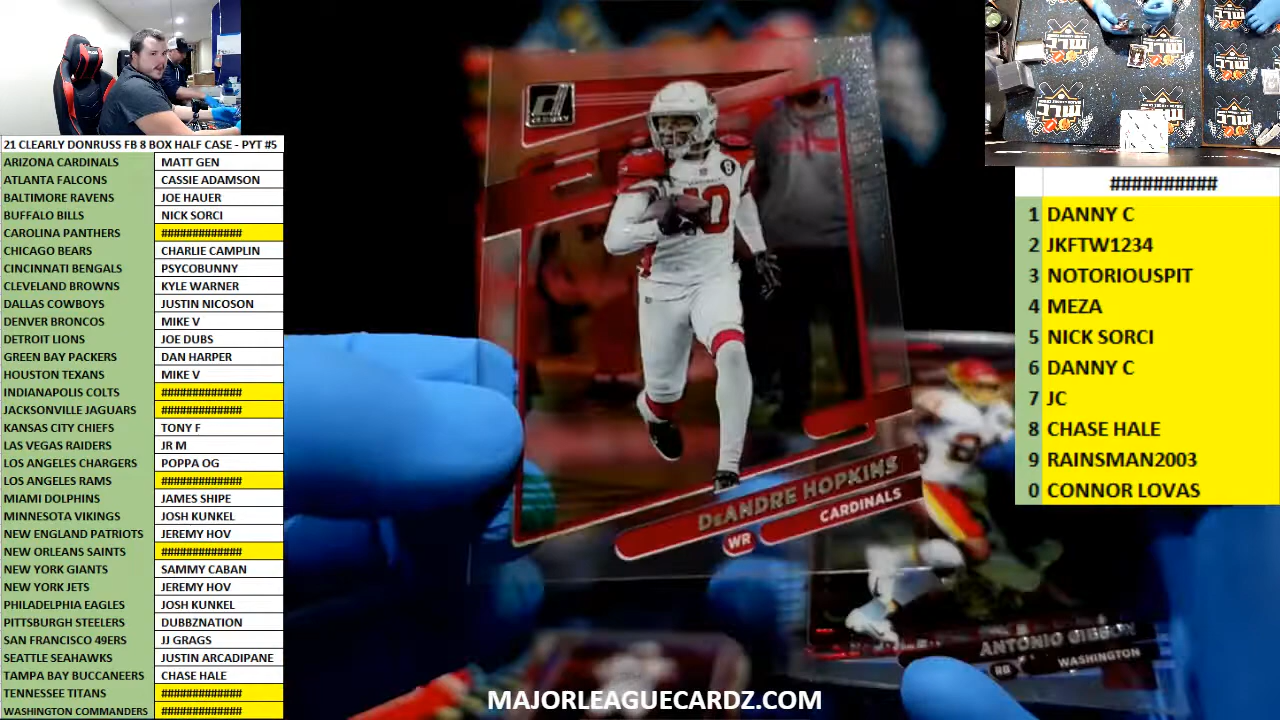 21 CLEARLY DONRUSS FB 8 BOX HALF CASE - PYT #5
ARIZONA CARDINALS MATT GEN
ATLANTA FALCONS CASSIE ADAMSON
BALTIMORE RAVENS JOE HAUER
BUFFALO BILLS NICK SORCI
CAROLINA PANTHERS #############
CHICAGO BEARS CHARLIE CAMPLIN
CINCINNATI BENGALS PSYCOBUNNY
CLEVELAND BROWNS KYLE WARNER
DALLAS COWBOYS JUSTIN NICOSON
DENVER BRONCOS MIKE V
DETROIT LIONS JOE DUBS
GREEN BAY PACKERS DAN HARPER
HOUSTON TEXANS MIKE V
INDIANAPOLIS COLTS #############
JACKSONVILLE JAGUARS #############
KANSAS CITY CHIEFS TONY F
LAS VEGAS RAIDERS JR M
LOS ANGELES CHARGERS POPPA OG
LOS ANGELES RAMS #############
MIAMI DOLPHINS JAMES SHIPE
MINNESOTA VIKINGS JOSH KUNKEL
NEW ENGLAND PATRIOTS JEREMY HOV
NEW ORLEANS SAINTS #############
NEW YORK GIANTS SAMMY CABAN
NEW YORK JETS JEREMY HOV
PHILADELPHIA EAGLES JOSH KUNKEL
PITTSBURGH STEELERS DUBBZNATION
SAN FRANCISCO 49ERS JJ GRAGS
SEATTLE SEAHAWKS JUSTIN ARCADIPANE
TAMPA BAY BUCCANEERS CHASE HALE
TENNESSEE TITANS #############
WASHINGTON COMMANDERS #############
DeANDRE HOPKINS
WR CARDINALS
ANTONIO GIBSON
RB WASHINGTON
MAJORLEAGUECARDZ.COM
##########
1 DANNY C
2 JKFTW1234
3 NOTORIOUSPIT
4 MEZA
5 NICK SORCI
6 DANNY C
7 JC
8 CHASE HALE
9 RAINSMAN2003
0 CONNOR LOVAS